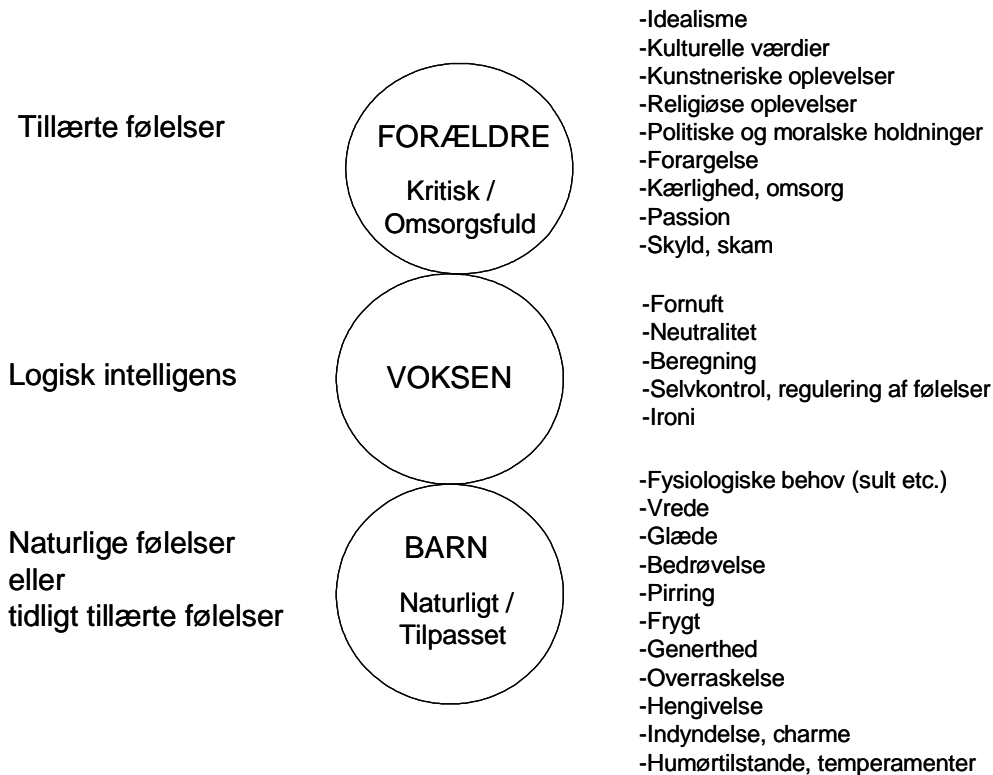 Tillærte følelser
FORÆLDRE
Kritisk /
Omsorgsfuld
-Idealisme
-Kulturelle værdier
-Kunstneriske oplevelser
-Religiøse oplevelser
-Politiske og moralske holdninger
-Forargelse
-Kærlighed, omsorg
-Passion
-Skyld, skam
Logisk intelligens
VOKSEN
-Fornuft
-Neutralitet
-Beregning
-Selvkontrol, regulering af følelser
-Ironi
Naturlige følelser
eller
tidligt tillærte følelser
BARN
Naturligt /
Tilpasset
-Fysiologiske behov (sult etc.)
-Vrede
-Glæde
-Bedrøvelse
-Pirring
-Frygt
-Generthed
-Overraskelse
-Hengivelse
-Indyndelse, charme
-Humørtilstande, temperamenter